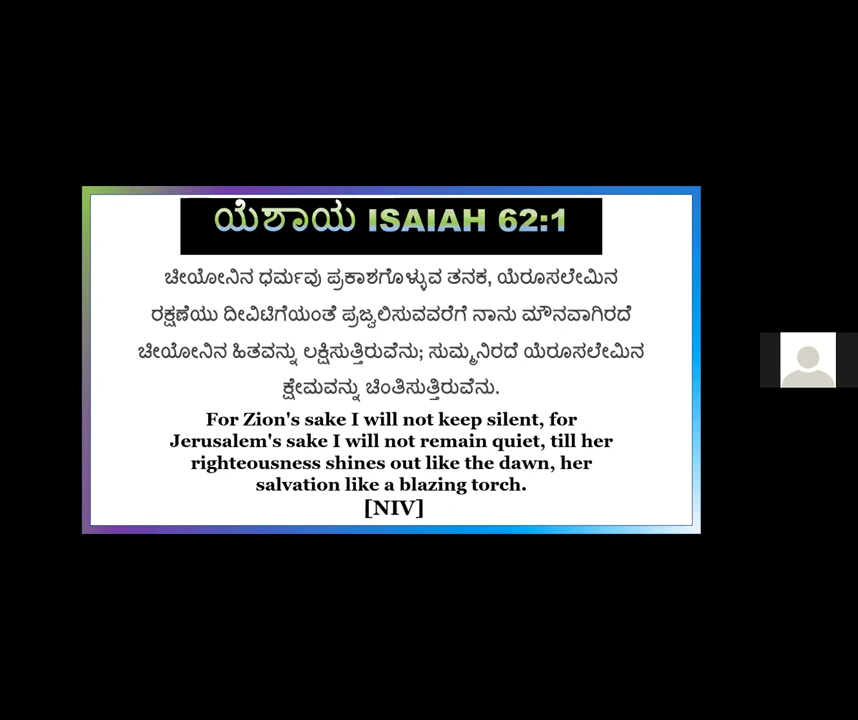 ಯೆಶಾಯ ISAIAH 62:1
ಚೀಯೋನಿನ ಧರ್ಮವು ಪ್ರಕಾಶಗೊಳ್ಳುವ ತನಕ, ಯೆರೂಸಲೇಮಿನ
ರಕ್ಷಣೆಯು ದೀವಿಟಿಗೆಯಂತೆ ಪ್ರಜ್ವಲಿಸುವವರೆಗೆ ನಾನು ಮೌನವಾಗಿರದೆ
ಚೀಯೋನಿನ ಹಿತವನ್ನು ಲಕ್ಷಿಸುತ್ತಿರುವೆನು; ಸುಮ್ಮನಿರದೆ ಯೆರೂಸಲೇಮಿನ
ಕ್ಷೇಮವನ್ನು ಚಿಂತಿಸುತ್ತಿರುವೆನು.
For Zion's sake I will not keep silent, for
Jerusalem's sake I will not remain quiet, till her
righteousness shines out like the dawn, her
salvation like a blazing torch.
[NIV]